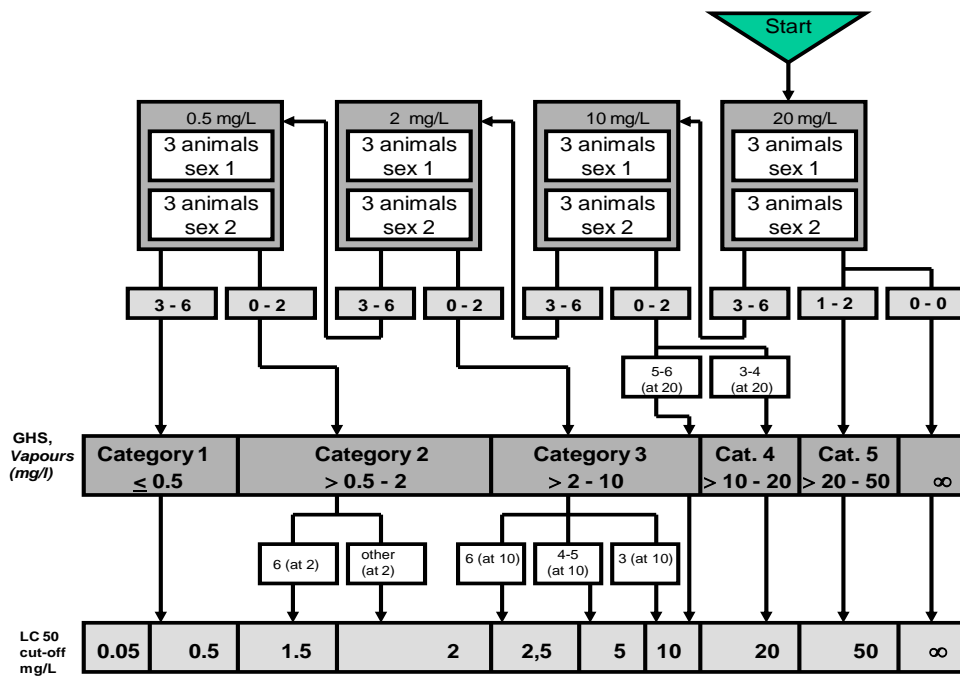 Start
0.5 mg/L
2 mg/L
10 mg/L
20 mg/L
3 animals
sex 1
3 animals
sex 1
3 animals
sex 1
3 animals
sex 1
3 animals
sex 2
3 animals
sex 2
3 animals
sex 2
3 animals
sex 2
3 - 6
0 - 2
3 - 6
0 - 2
3 - 6
0 - 2
3 - 6
1 - 2
0 - 0
5-6
(at 20)
3-4
(at 20)
GHS,
Vapours
(mg/l)
Category 1
≤ 0.5
Category 2
> 0.5 - 2
Category 3
> 2 - 10
Cat. 4
> 10 - 20
Cat. 5
> 20 - 50
∞
6 (at 2)
other
(at 2)
6 (at 10)
4-5
(at 10)
3 (at 10)
LC 50
cut-off
mg/L
0.05
0.5
1.5
2
2,5
5
10
20
50
∞